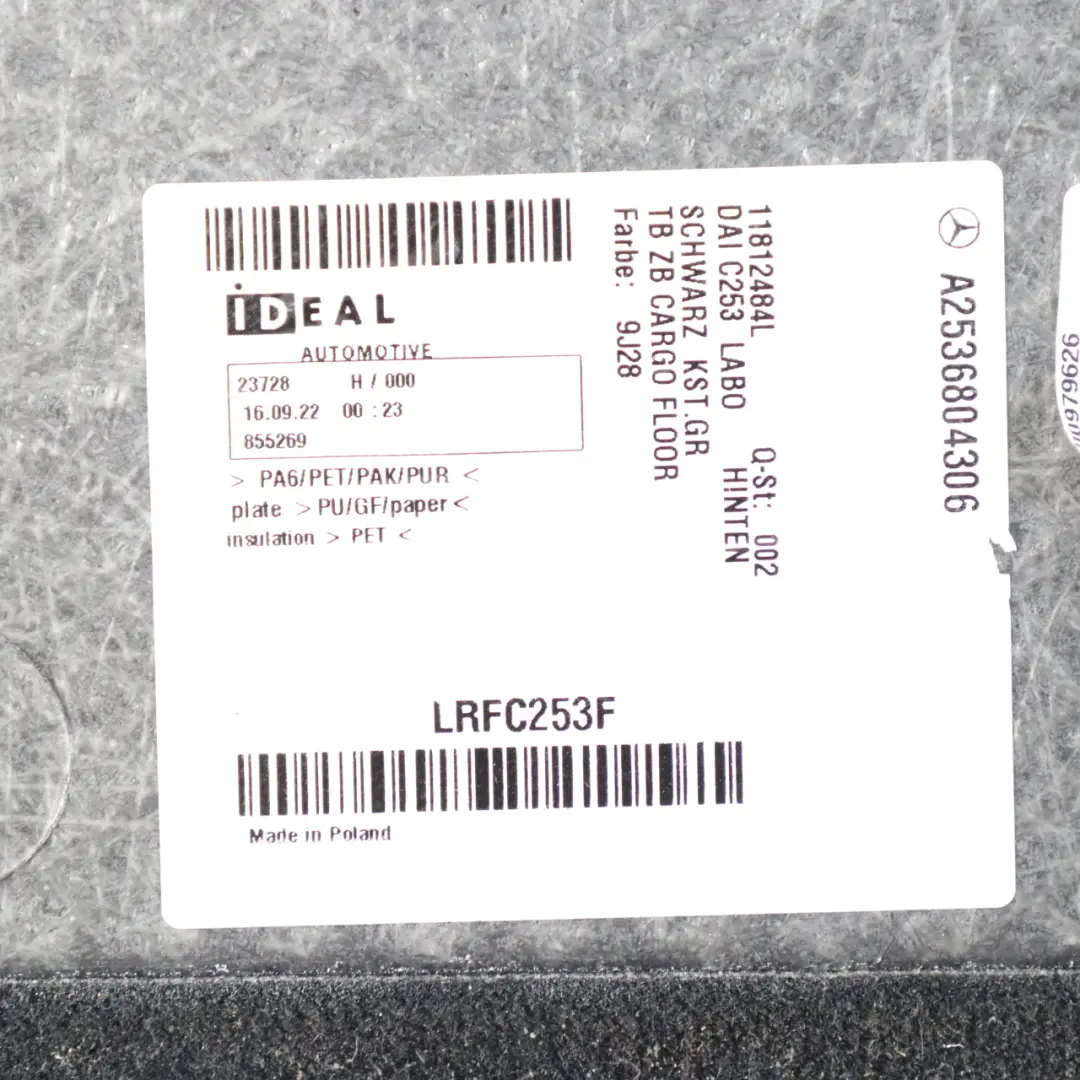 IDEAL
AUTOMOTIVE
23728 H / 000
16.09.22 00 : 23
855269
> PA6/PET/PAK/PUR <
plate > PU/GF/paper <
insulation > PET <
A2536804306
11812484L Q-St: 002
DAI C253 LABO HINTEN
SCHWARZ KST.GR
TB ZB CARGO FLOOR
Farbe: 9J28
LRFC253F
Made in Poland